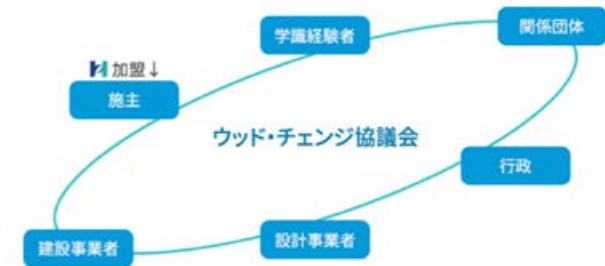 学識経験者
関係団体
加盟↓
施主
ウッド・チェンジ協議会
行政
建設事業者
設計事業者